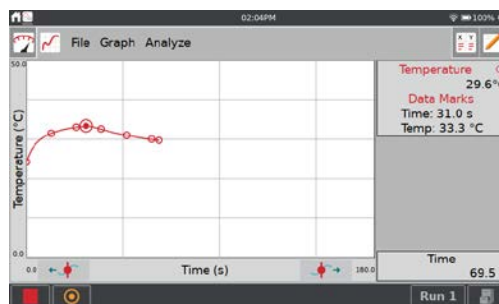 02:04PM
100%
File Graph Analyze
X Y
50.0
Temperature (°C)
0.0
0.0
Time (s)
180.0
Temperature
29.6°
Data Marks
Time: 31.0 s
Temp: 33.3 °C
Time
69.5
Run 1